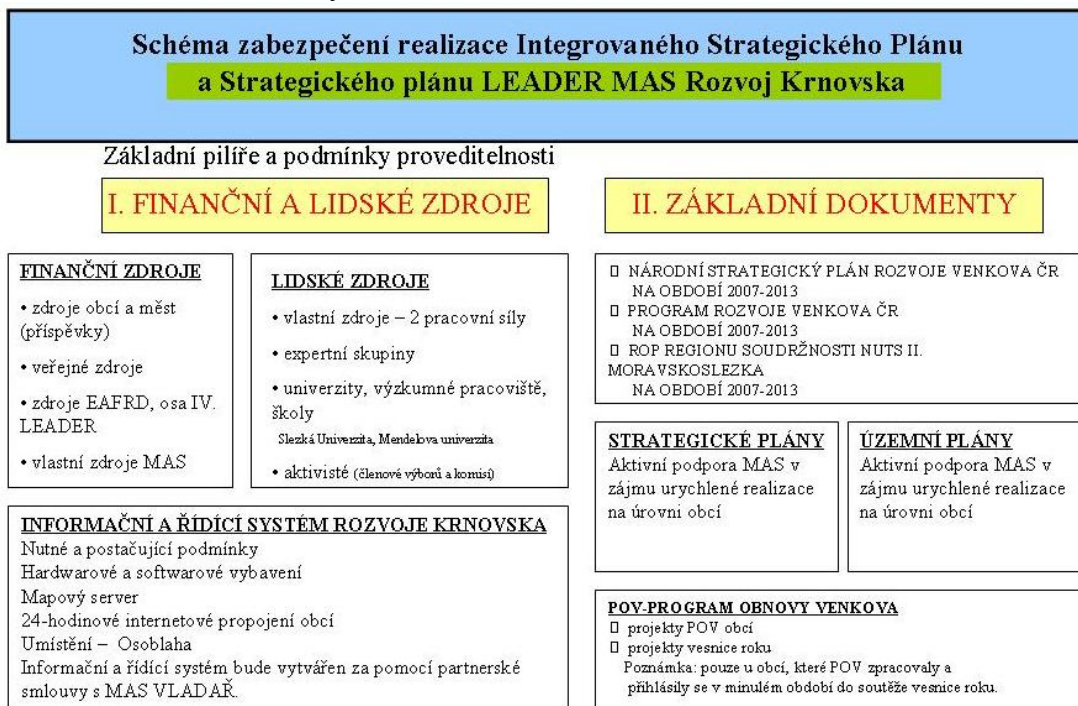 Schéma zabezpečení realizace Integrovaného Strategického Plánu
a Strategického plánu LEADER MAS Rozvoj Krnovska
Základní pilíře a podmínky proveditelnosti
I. FINANČNÍ A LIDSKÉ ZDROJE
FINANČNÍ ZDROJE
• zdroje obcí a měst
(příspěvky)
• veřejné zdroje
• zdroje EAFRD, osa IV.
LEADER
• vlastní zdroje MAS
LIDSKÉ ZDROJE
• vlastní zdroje – 2 pracovní síly
• expertní skupiny
• univerzity, výzkumné pracoviště,
školy
Slezká Univerzita, Mendelova univerzita
• aktivisté (členové výborů a komisí)
INFORMAČNÍ A ŘÍDÍCÍ SYSTÉM ROZVOJE KRNOVSKA
Nutné a postačující podmínky
Hardwarové a softwarové vybavení
Mapový server
24-hodinové internetové propojení obcí
Umístění – Osoblaha
Informační a řídící systém bude vytvářen za pomocí partnerské
smlouvy s MAS VLADAŘ.
II. ZÁKLADNÍ DOKUMENTY
▯ NÁRODNÍ STRATEGICKÝ PLÁN ROZVOJE VENKOVA ČR
NA OBDOBÍ 2007-2013
▯ PROGRAM ROZVOJE VENKOVA ČR
NA OBDOBÍ 2007-2013
▯ ROP REGIONU SOUDRŽNOSTI NUTS II.
MORAVSKOSLEZKA
NA OBDOBÍ 2007-2013
STRATEGICKÉ PLÁNY
Aktivní podpora MAS v
zájmu urychlené realizace
na úrovni obcí
ÚZEMNÍ PLÁNY
Aktivní podpora MAS v
zájmu urychlené realizace
na úrovni obcí
POV-PROGRAM OBNOVY VENKOVA
▯ projekty POV obcí
▯ projekty vesnice roku
Poznámka: pouze u obcí, které POV zpracovaly a
přihlásily se v minulém období do soutěže vesnice roku.